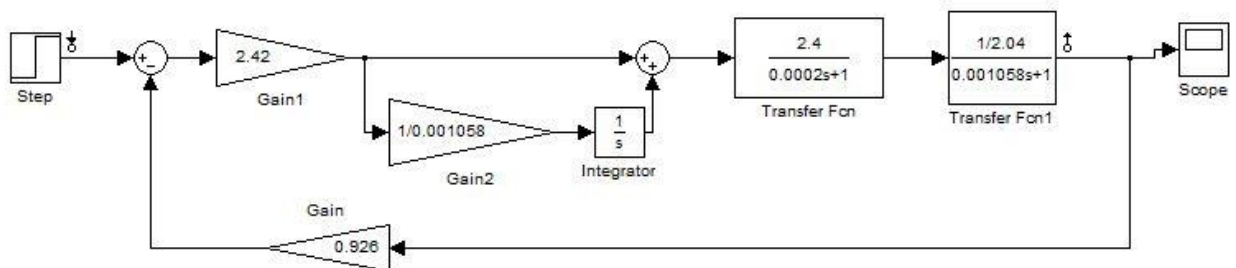 Step
+
−
2.42
Gain1
1/0.001058
Gain2
1
s
Integrator
+
+
2.4
0.0002s+1
Transfer Fcn
1/2.04
0.001058s+1
Transfer Fcn1
Scope
Gain
0.926